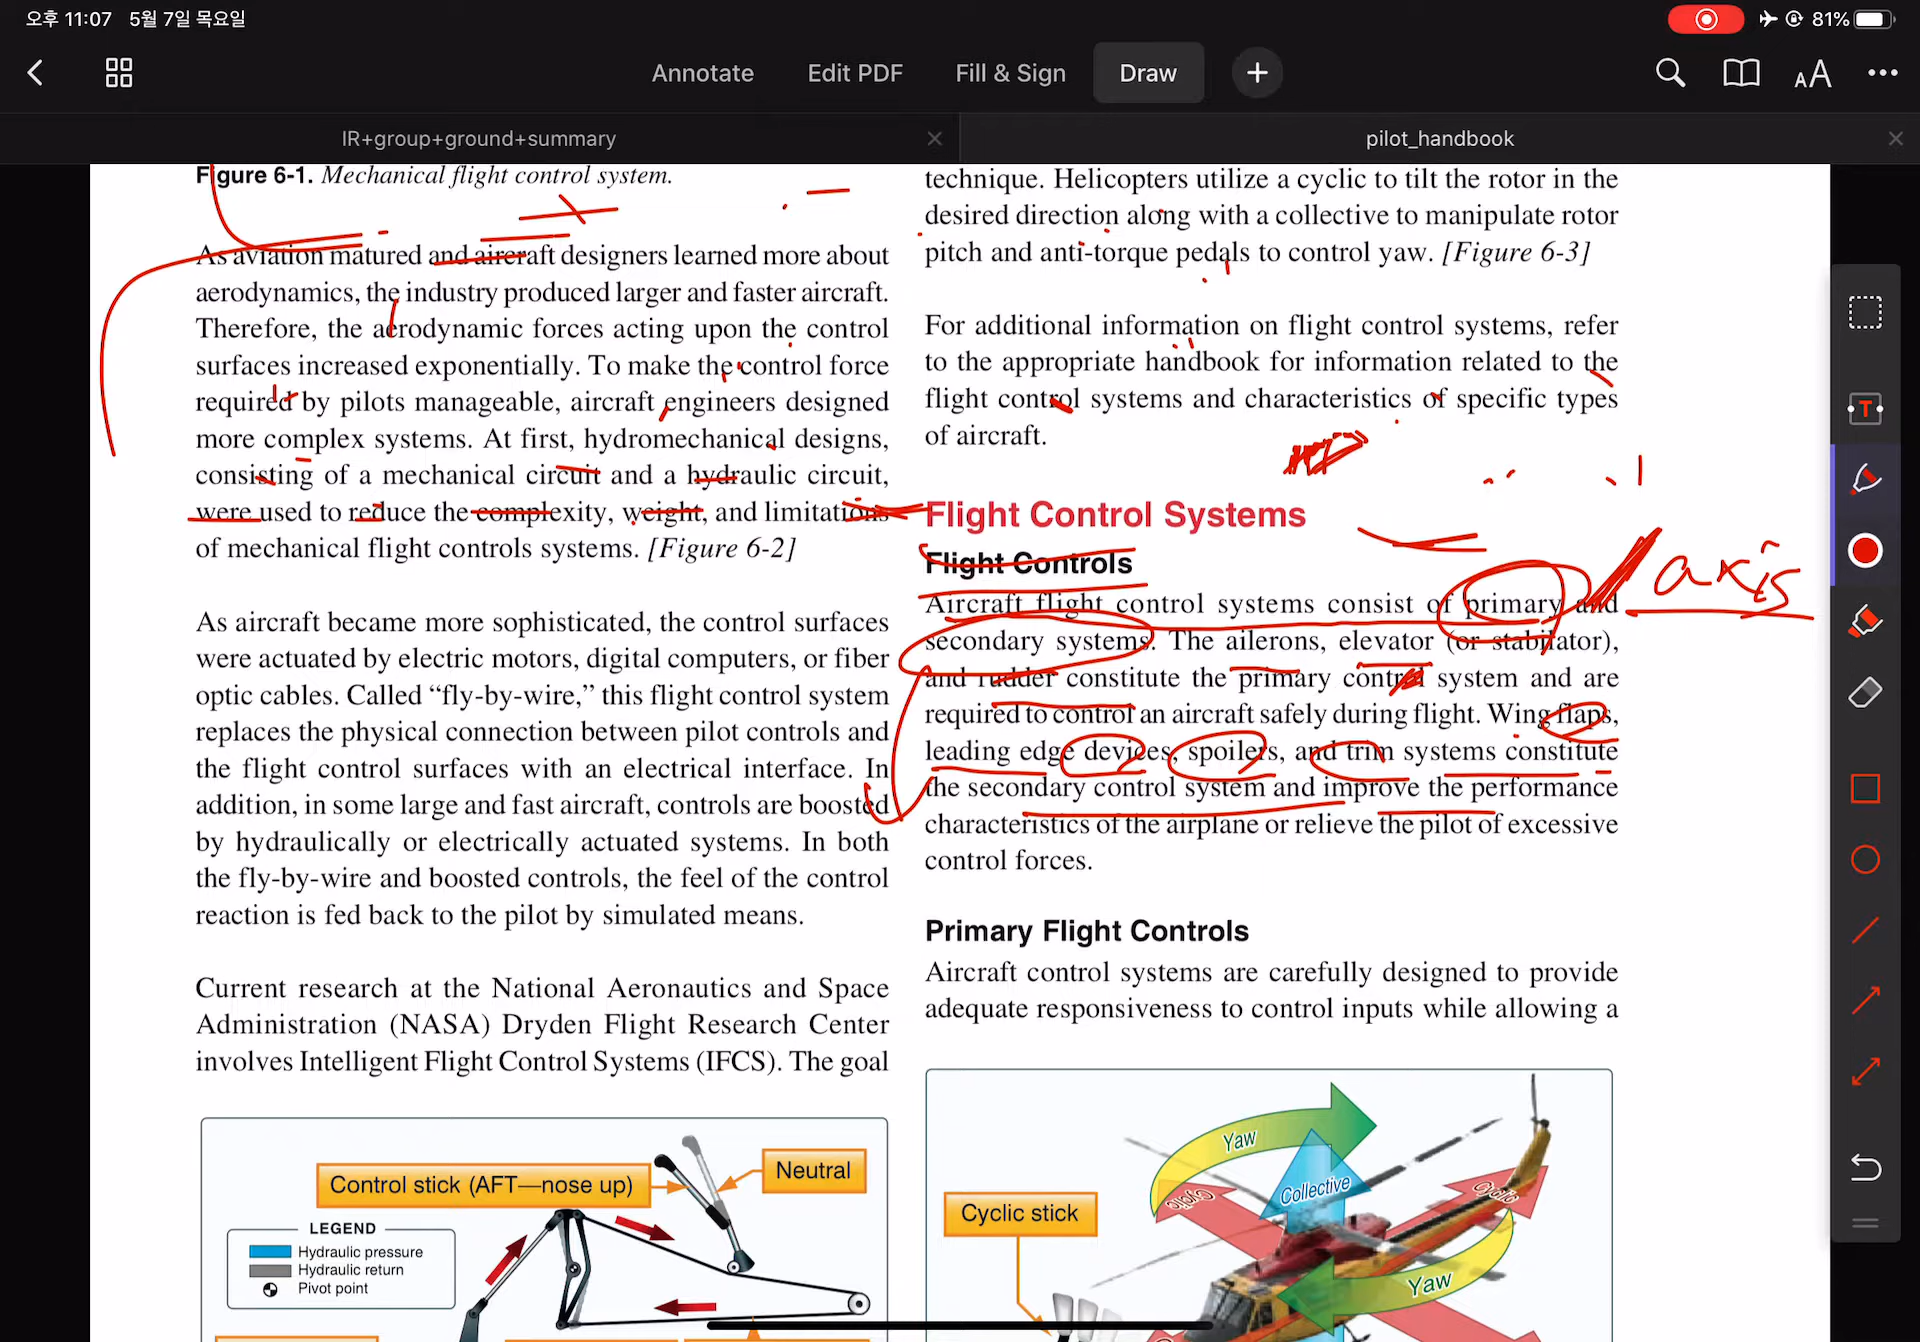 오후 11:07 5월 7일 목요일
81%
Annotate Edit PDF Fill & Sign Draw
AA
IR+group+ground+summary
pilot_handbook
Figure 6-1. Mechanical flight control system.
As aviation matured and aircraft designers learned more about
aerodynamics, the industry produced larger and faster aircraft.
Therefore, the aerodynamic forces acting upon the control
surfaces increased exponentially. To make the control force
required by pilots manageable, aircraft engineers designed
more complex systems. At first, hydromechanical designs,
consisting of a mechanical circuit and a hydraulic circuit,
were used to reduce the complexity, weight, and limitations
of mechanical flight controls systems. [Figure 6-2]
As aircraft became more sophisticated, the control surfaces
were actuated by electric motors, digital computers, or fiber
optic cables. Called “fly-by-wire,” this flight control system
replaces the physical connection between pilot controls and
the flight control surfaces with an electrical interface. In
addition, in some large and fast aircraft, controls are boosted
by hydraulically or electrically actuated systems. In both
the fly-by-wire and boosted controls, the feel of the control
reaction is fed back to the pilot by simulated means.
Current research at the National Aeronautics and Space
Administration (NASA) Dryden Flight Research Center
involves Intelligent Flight Control Systems (IFCS). The goal
Control stick (AFT—nose up)
Neutral
LEGEND
Hydraulic pressure
Hydraulic return
Pivot point
technique. Helicopters utilize a cyclic to tilt the rotor in the
desired direction along with a collective to manipulate rotor
pitch and anti-torque pedals to control yaw. [Figure 6-3]
For additional information on flight control systems, refer
to the appropriate handbook for information related to the
flight control systems and characteristics of specific types
of aircraft.
Flight Control Systems
Flight Controls
axis
Aircraft flight control systems consist of primary and
secondary systems. The ailerons, elevator (or stabilator),
and rudder constitute the primary control system and are
required to control an aircraft safely during flight. Wing flaps,
leading edge devices, spoilers, and trim systems constitute
the secondary control system and improve the performance
characteristics of the airplane or relieve the pilot of excessive
control forces.
Primary Flight Controls
Aircraft control systems are carefully designed to provide
adequate responsiveness to control inputs while allowing a
Yaw
Collective
Cyclic
Cyclic
Cyclic stick
Yaw
T